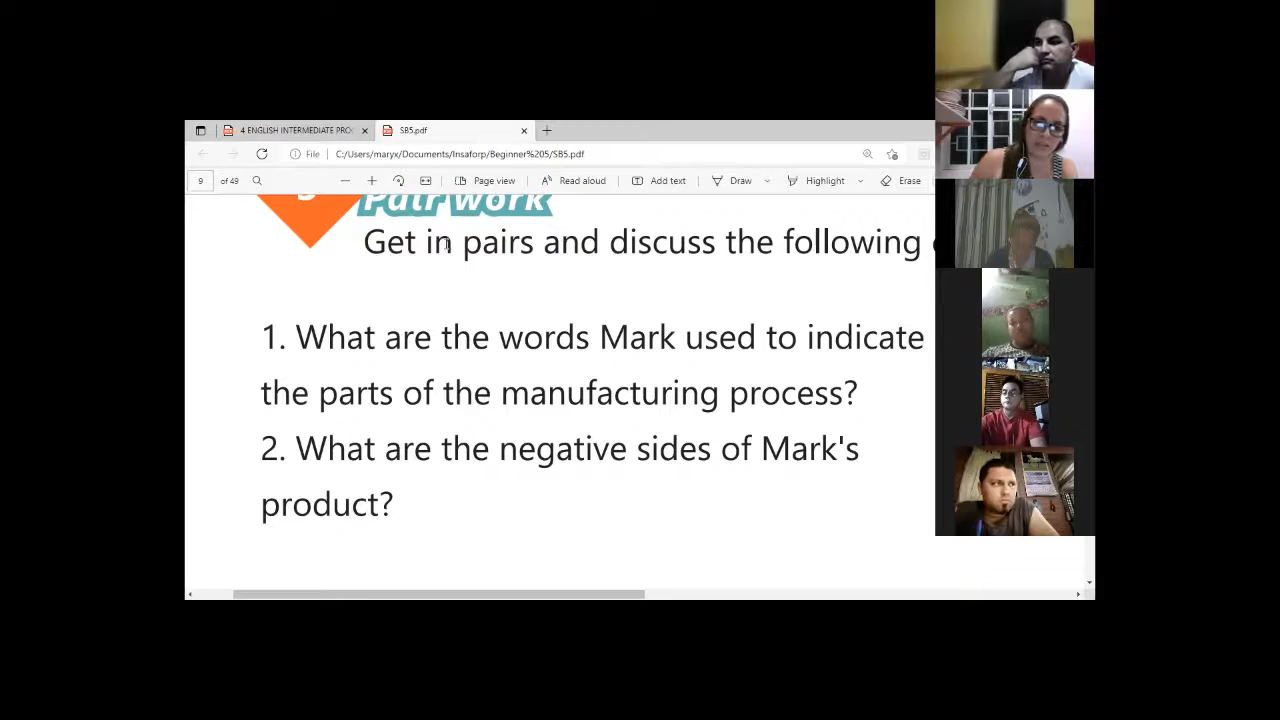 4 ENGLISH INTERMEDIATE PRO
SB5.pdf
File
C:/Users/maryx/Documents/Insaforp/Beginner%205/SB5.pdf
9 of 49
Page view
Read aloud
Add text
Draw
Highlight
Erase
Pair work
Get in pairs and discuss the following
1. What are the words Mark used to indicate
the parts of the manufacturing process?
2. What are the negative sides of Mark's
product?